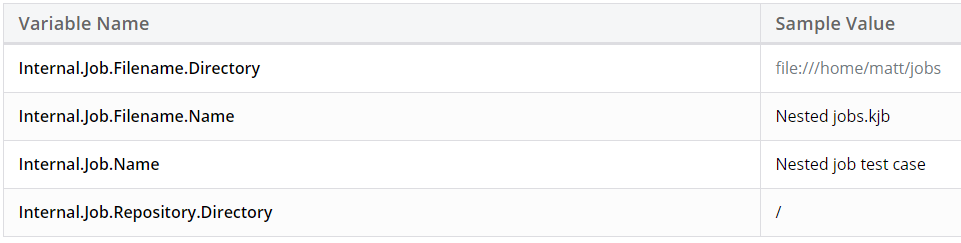 Variable Name Sample Value
Internal.Job.Filename.Directory file:///home/matt/jobs
Internal.Job.Filename.Name Nested jobs.kjb
Internal.Job.Name Nested job test case
Internal.Job.Repository.Directory /